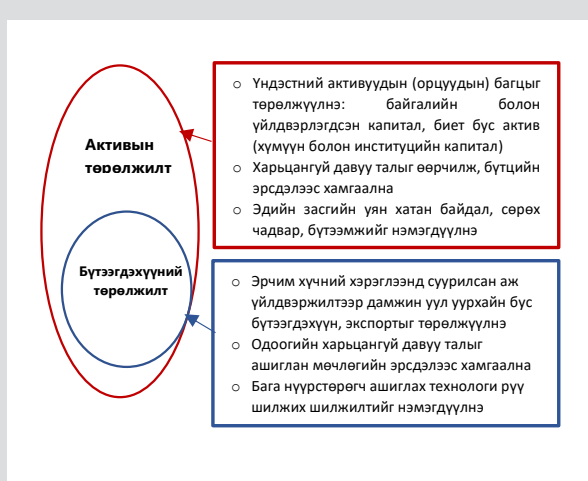 Активын
төрөлжилт
Бүтээгдэхүүний
төрөлжилт
o Үндэстний активуудын (орцуудын) багцыг
төрөлжүүлнэ: байгалийн болон
үйлдвэрлэгдсэн капитал, биет бус актив
(хүмүүн болон институцийн капитал)
o Харьцангуй давуу талыг өөрчилж, бүтцийн
эрсдэлээс хамгаална
o Эдийн засгийн уян хатан байдал, сөрөх
чадвар, бүтээмжийг нэмэгдүүлнэ
o Эрчим хүчний хэрэглээнд суурилсан аж
үйлдвэржилтээр дамжин уул уурхайн бус
бүтээгдэхүүн, экспортыг төрөлжүүлнэ
o Одоогийн харьцангуй давуу талыг
ашиглан мөчлөгийн эрсдэлээс хамгаална
o Бага нүүрстөрөгч ашиглах технологи рүү
шилжих шилжилтийг нэмэгдүүлнэ